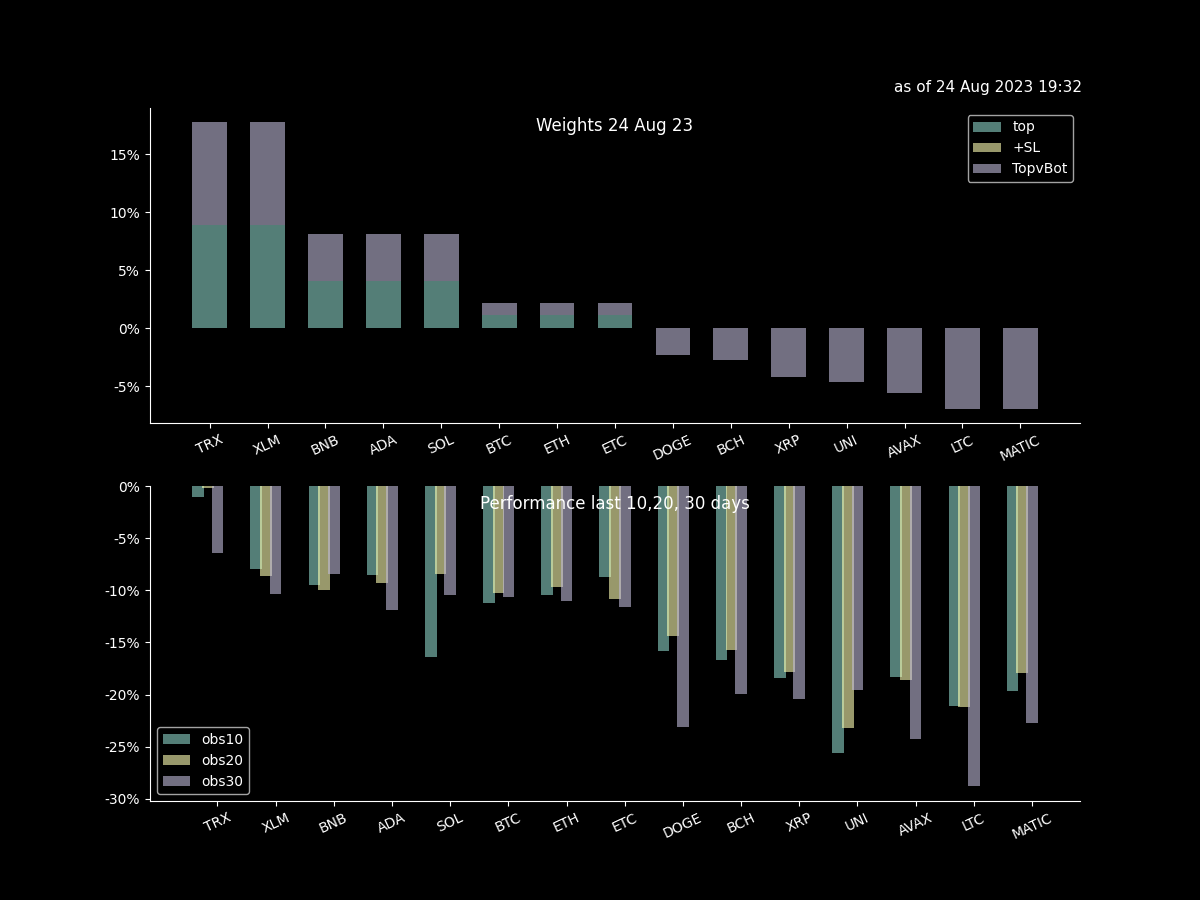 as of 24 Aug 2023 19:32
Weights 24 Aug 23
top
+SL
TopvBot
15%
10%
5%
0%
-5%
TRX XLM BNB ADA SOL BTC ETH ETC DOGE BCH XRP UNI AVAX LTC MATIC
Performance last 10,20, 30 days
0%
-5%
-10%
-15%
-20%
-25%
-30%
obs10
obs20
obs30
TRX XLM BNB ADA SOL BTC ETH ETC DOGE BCH XRP UNI AVAX LTC MATIC